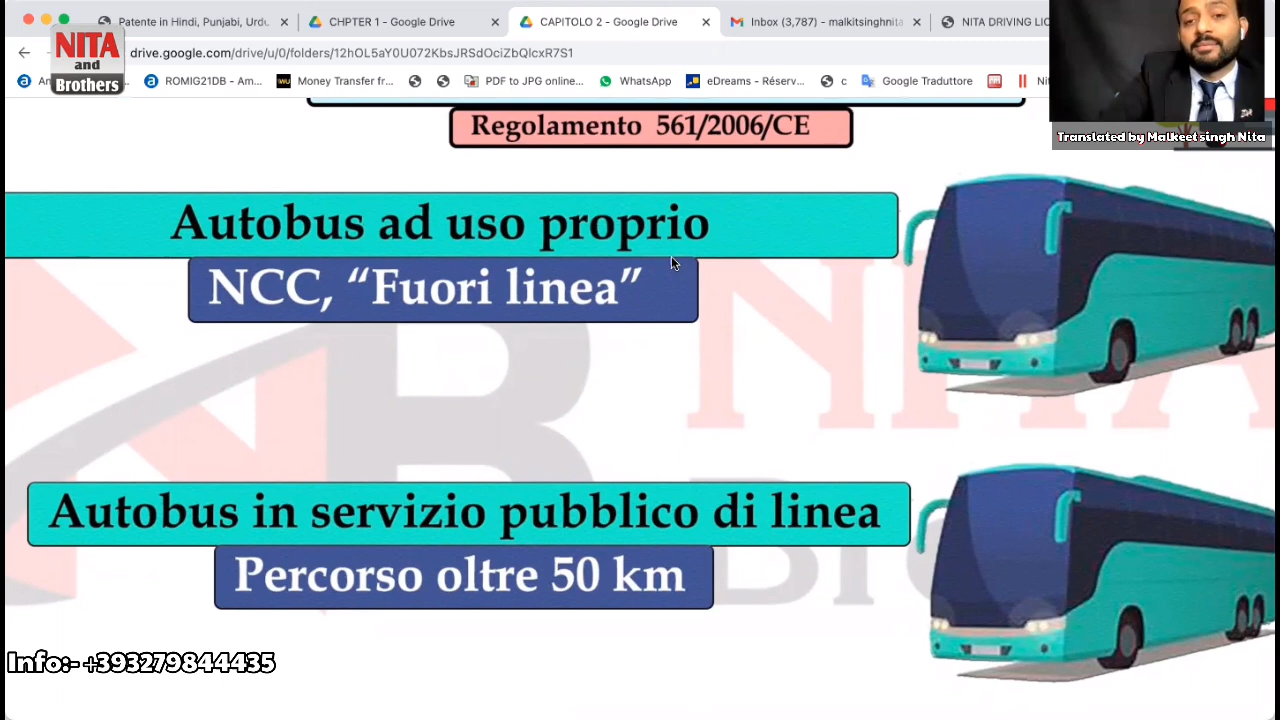 Patente in Hindi, Punjabi, Urdu
CHPTER 1 - Google Drive
CAPITOLO 2 - Google Drive
Inbox (3,787) - malkitsinghnita
NITA DRIVING LIC
drive.google.com/drive/u/0/folders/12hOL5aY0U072KbsJRSdOciZbQlcxR7S1
NITA
and
Brothers
ROMIG21DB - Am...
Money Transfer fr...
PDF to JPG online...
WhatsApp
eDreams - Réserv...
c
Google Traduttore
Translated by Malkeet singh Nita
Regolamento 561/2006/CE
Autobus ad uso proprio
NCC, “Fuori linea”
Autobus in servizio pubblico di linea
Percorso oltre 50 km
Info:- +393279844435